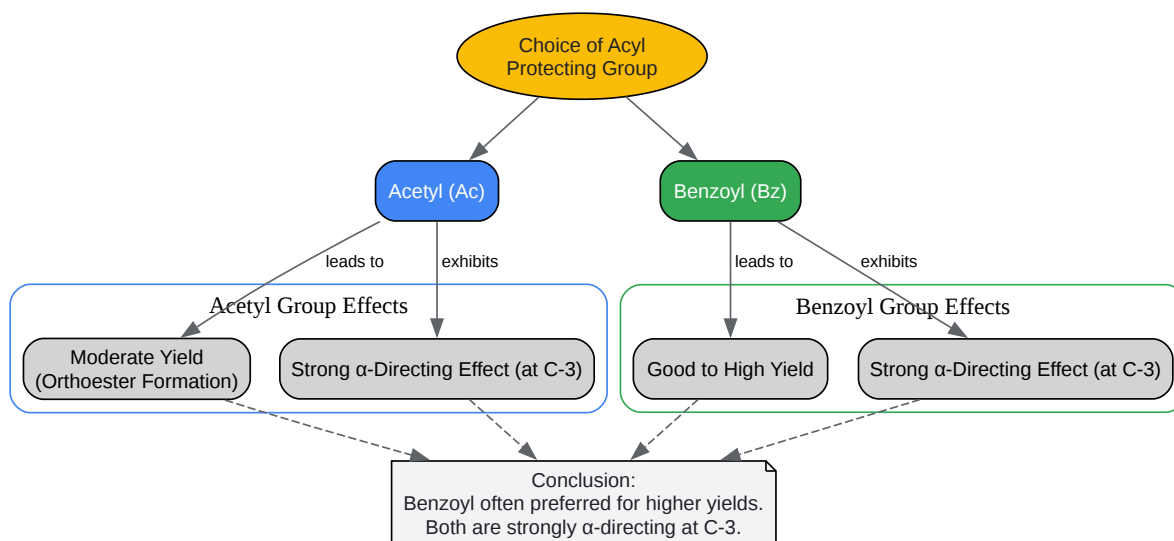 Choice of Acyl
Protecting Group
Acetyl (Ac)
Benzoyl (Bz)
leads to
exhibits
leads to
exhibits
Acetyl Group Effects
Benzoyl Group Effects
Moderate Yield
(Orthoester Formation)
Strong α-Directing Effect (at C-3)
Good to High Yield
Strong α-Directing Effect (at C-3)
Conclusion:
Benzoyl often preferred for higher yields.
Both are strongly α-directing at C-3.